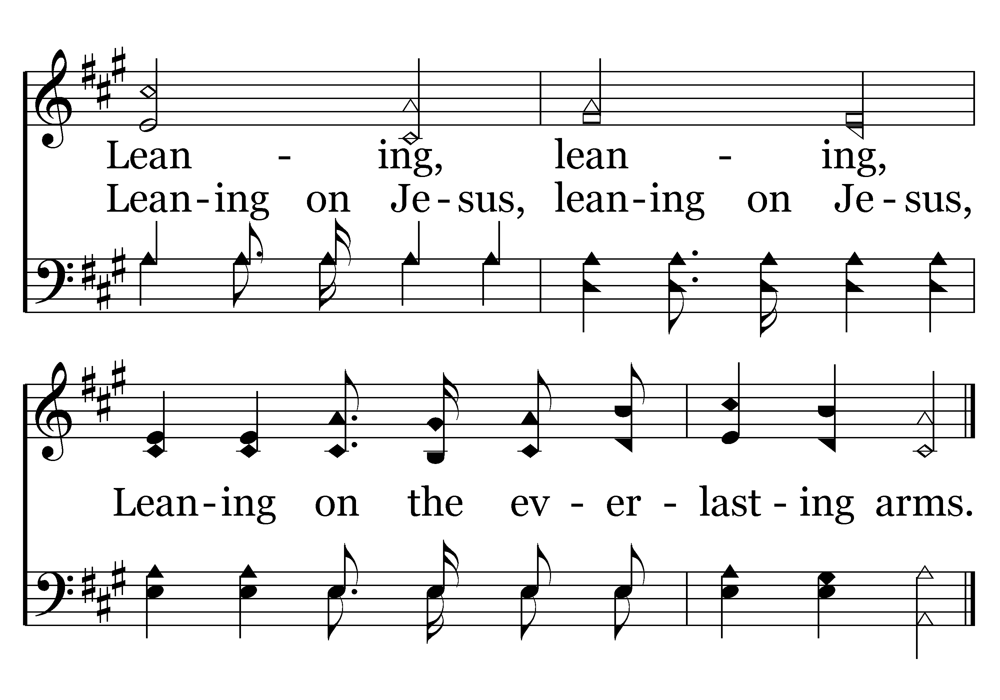 Lean - ing, lean - ing,
Lean-ing on Je-sus, lean-ing on Je-sus,
Lean-ing on the ev - er - last - ing arms.